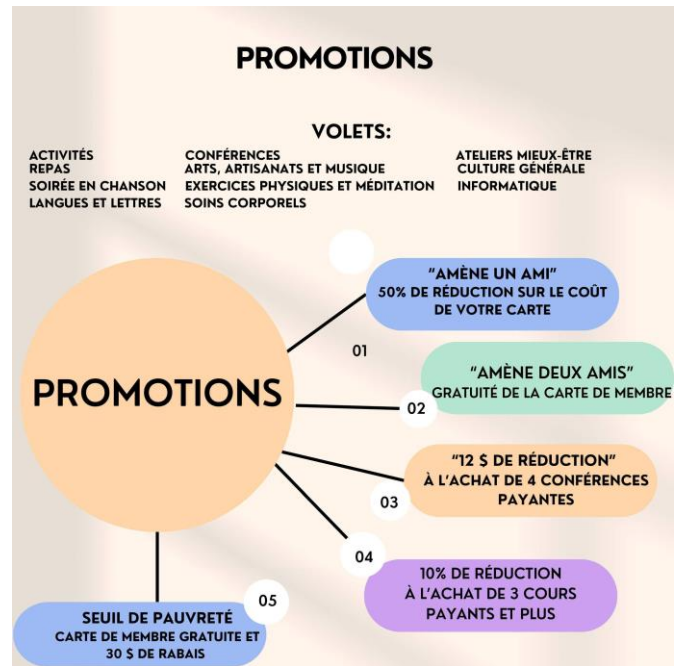 PROMOTIONS
VOLETS:
ACTIVITÉS
REPAS
SOIRÉE EN CHANSON
LANGUES ET LETTRES
CONFÉRENCES
ARTS, ARTISANATS ET MUSIQUE
EXERCICES PHYSIQUES ET MÉDITATION
SOINS CORPORELS
ATELIERS MIEUX-ÊTRE
CULTURE GÉNÉRALE
INFORMATIQUE
PROMOTIONS
01
"AMÈNE UN AMI"
50% DE RÉDUCTION SUR LE COÛT
DE VOTRE CARTE
02
"AMÈNE DEUX AMIS"
GRATUITÉ DE LA CARTE DE MEMBRE
03
"12 $ DE RÉDUCTION"
À L'ACHAT DE 4 CONFÉRENCES
PAYANTES
04
10% DE RÉDUCTION
À L'ACHAT DE 3 COURS
PAYANTS ET PLUS
05
SEUIL DE PAUVRETÉ
CARTE DE MEMBRE GRATUITE ET
30 $ DE RABAIS